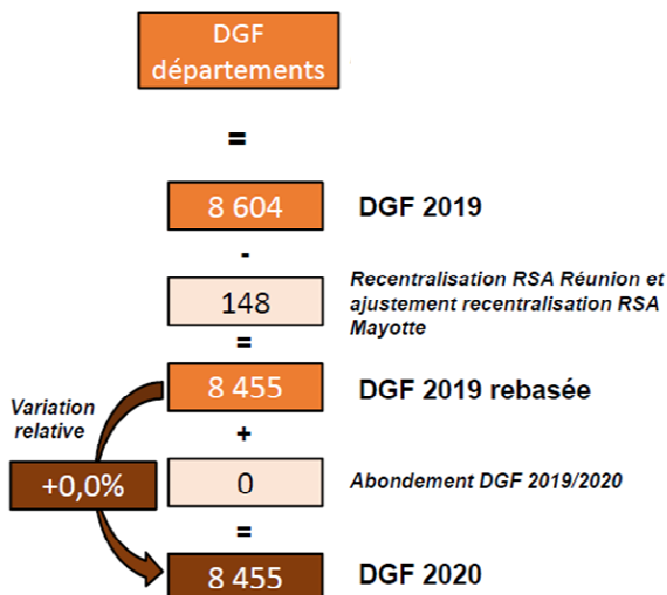 DGF
départements
=
8 604 DGF 2019
-
148
Recentralisation RSA Réunion et
ajustement recentralisation RSA
Mayotte
=
8 455 DGF 2019 rebasée
Variation
relative
+
+0,0%
0 Abondement DGF 2019/2020
=
8 455 DGF 2020